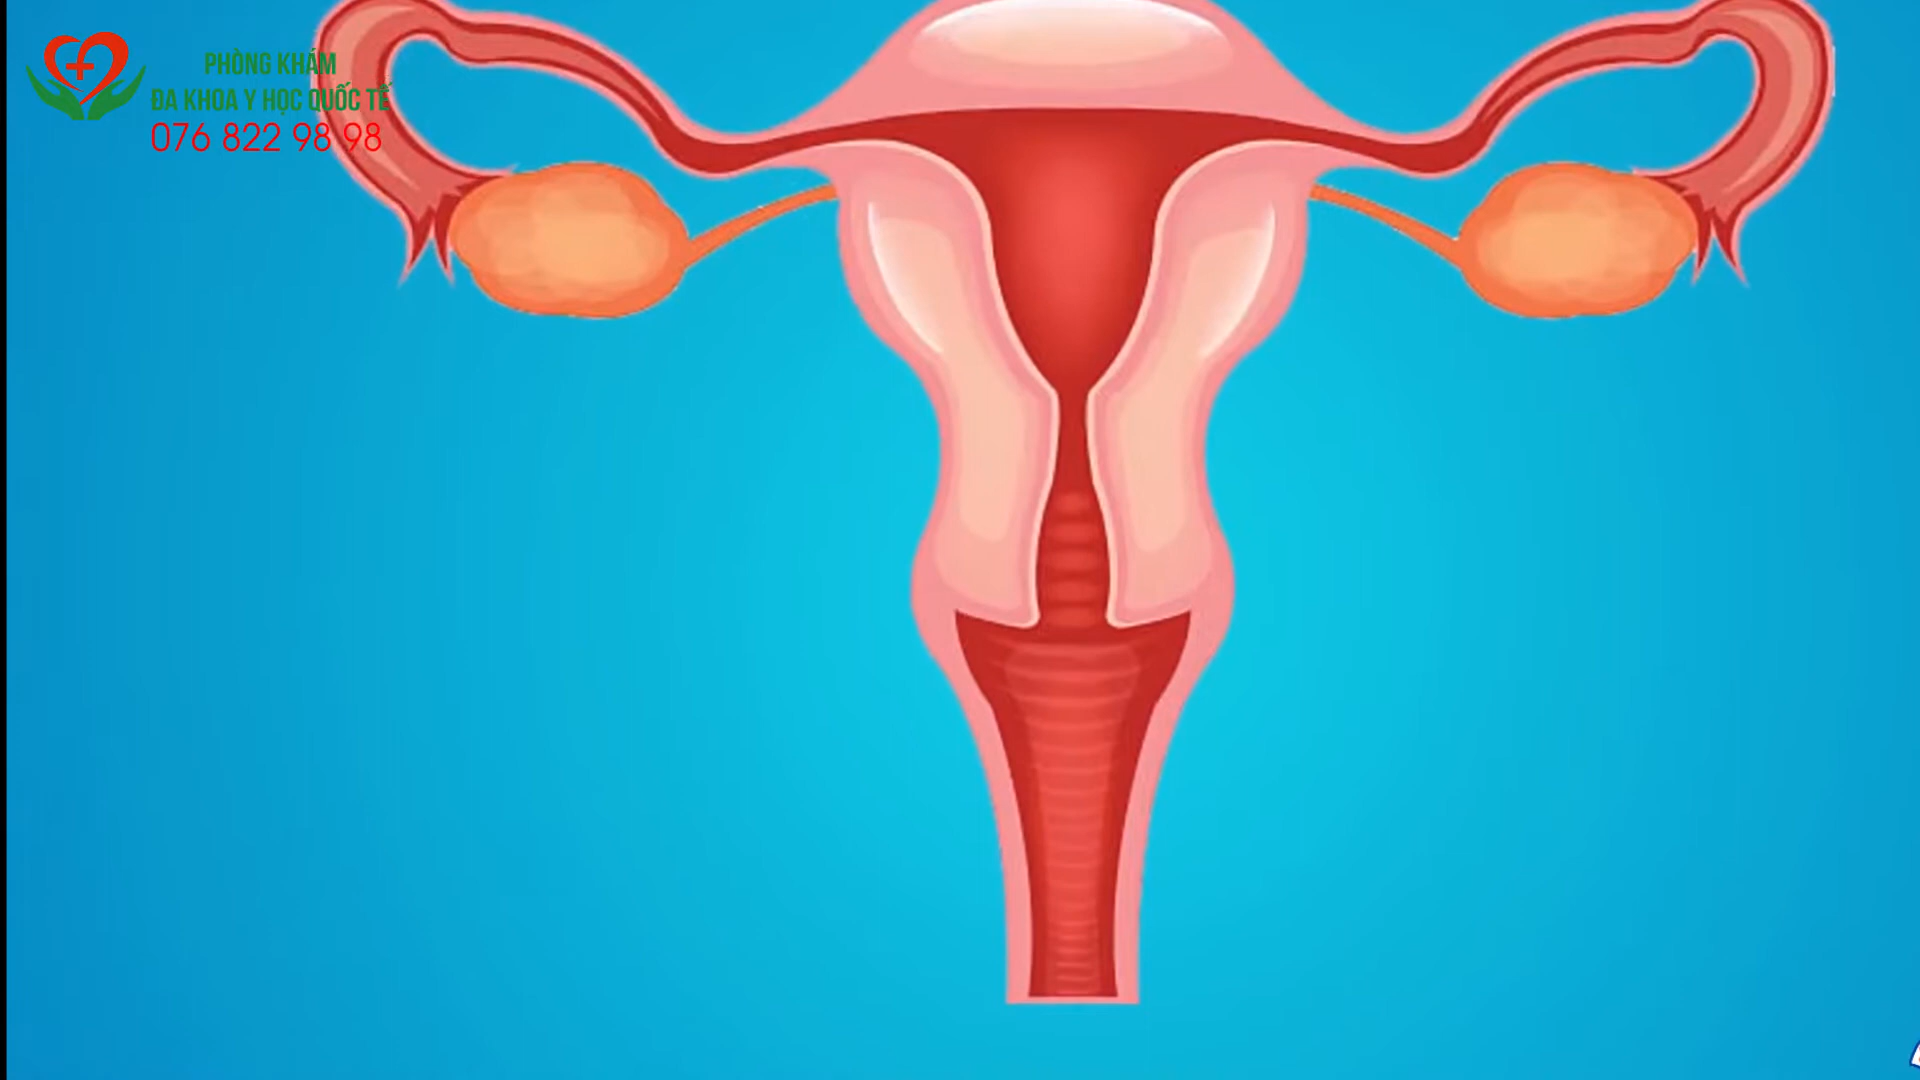 PHÒNG KHÁM
ĐA KHOA Y HỌC QUỐC TẾ
076 822 98 98